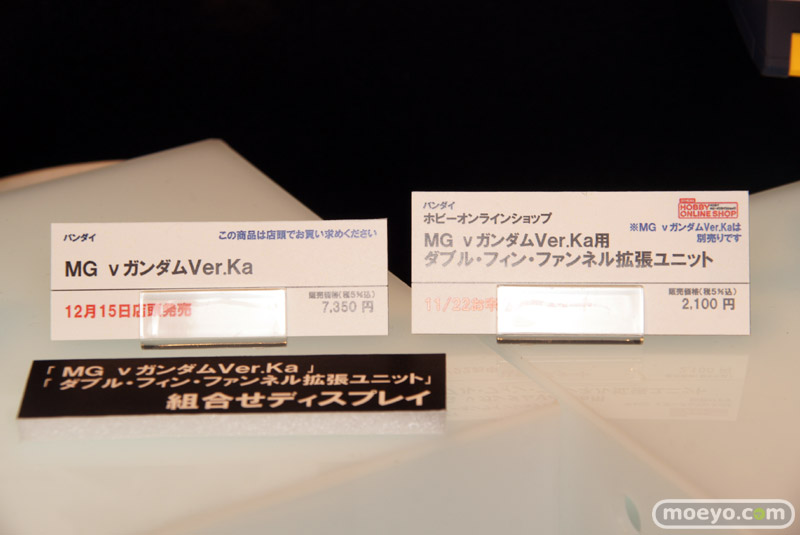 バンダイ
この商品は店頭でお買い求めください
MG νガンダムVer.Ka
12月15日店頭発売
販売価格(税5%込)
7,350 円
バンダイ
ホビーオンラインショップ
HOBBY
ONLINE SHOP
MG νガンダムVer.Ka用
ダブル・フィン・ファンネル拡張ユニット
※MG νガンダムVer.Kaは
別売りです
11/22お
販売価格(税5%込)
2,100 円
「MG νガンダムVer.Ka」
「ダブル・フィン・ファンネル拡張ユニット」
組合せディスプレイ
moeyo.com